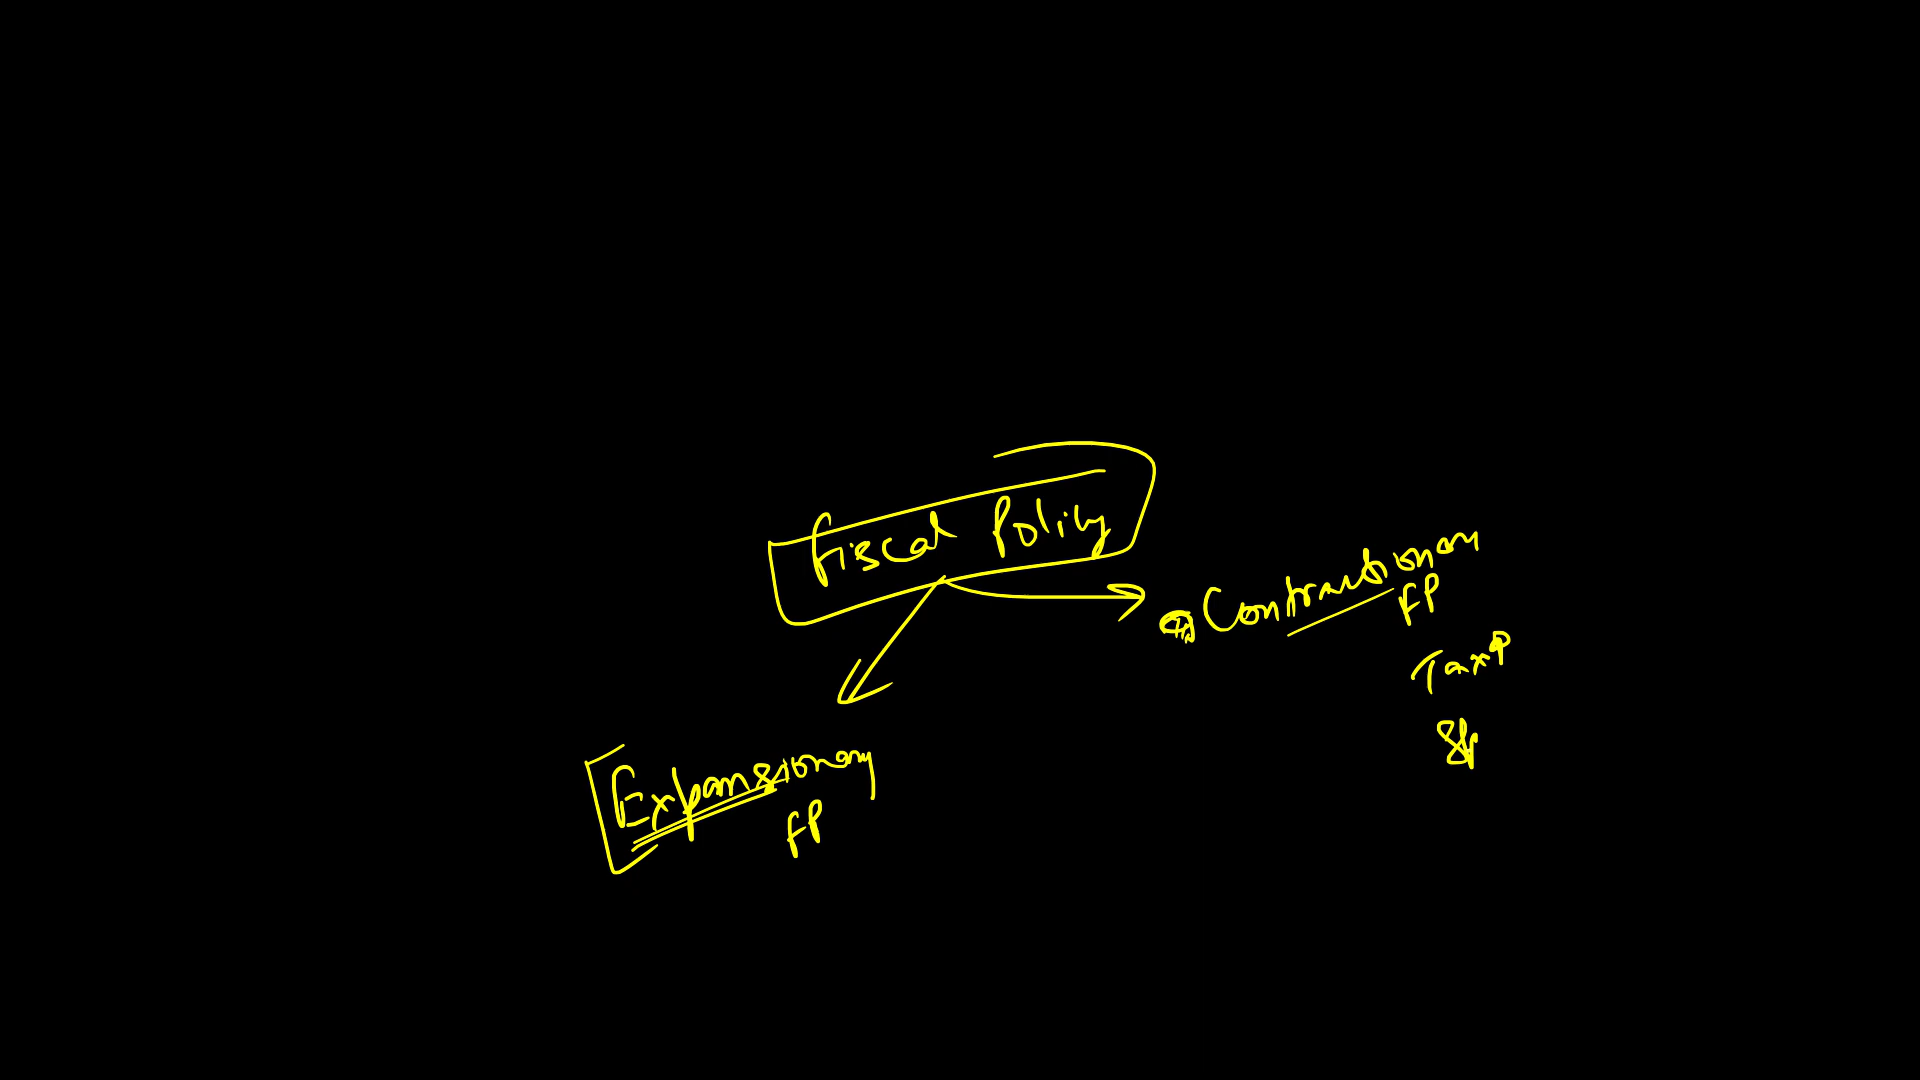 Fiscal Policy
Contractionary
FP
Tax↑
Expansionary
FP